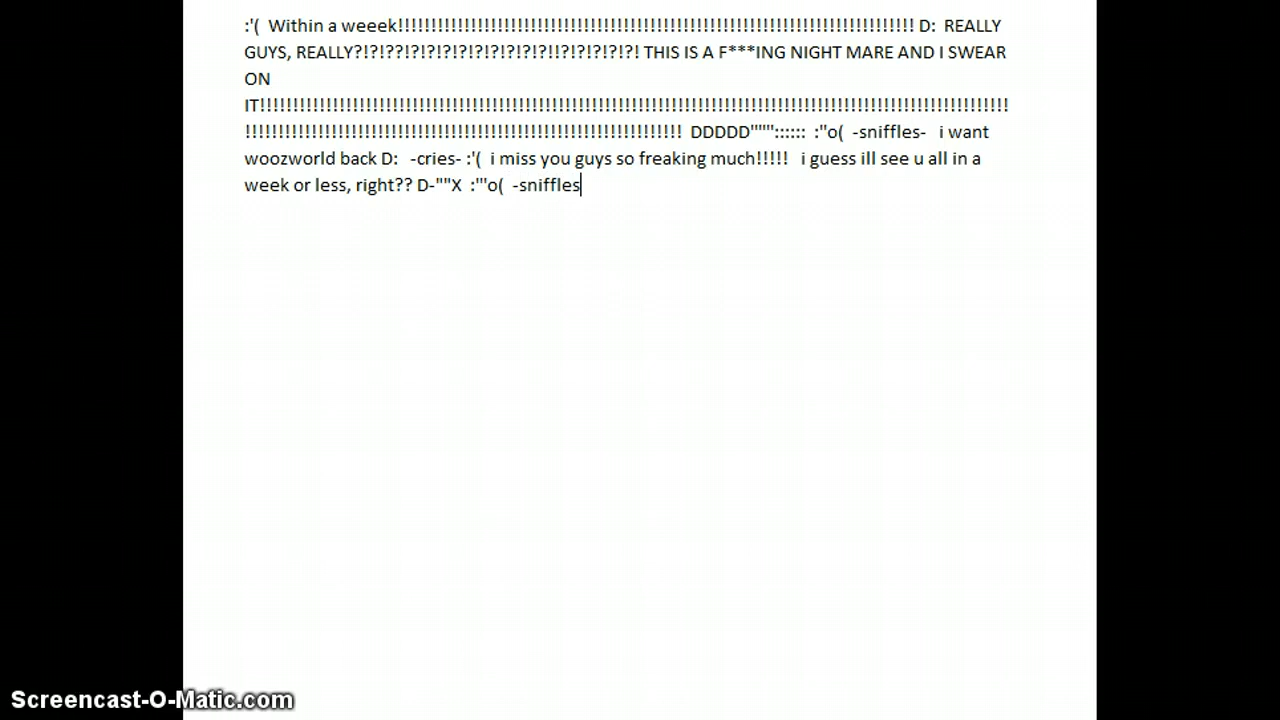 :'(  Within a weeek!!!!!!!!!!!!!!!!!!!!!!!!!!!!!!!!!!!!!!!!!!!!!!!!!!!!!!!!!!!!!!!!!!!!!!!!!!!!!! D:  REALLY
GUYS, REALLY?!?!??!?!?!?!?!?!?!?!?!?!!?!?!?!?!?! THIS IS A F***ING NIGHT MARE AND I SWEAR
ON
IT!!!!!!!!!!!!!!!!!!!!!!!!!!!!!!!!!!!!!!!!!!!!!!!!!!!!!!!!!!!!!!!!!!!!!!!!!!!!!!!!!!!!!!!!!!!!!!!!!!!!!!!!!!!!!!!!!
!!!!!!!!!!!!!!!!!!!!!!!!!!!!!!!!!!!!!!!!!!!!!!!!!!!!!!!!!!!!!!!!!!  DDDDD"""":::::: :"o(  -sniffles-   i want
woozworld back D:   -cries- :'(  i miss you guys so freaking much!!!!!   i guess ill see u all in a
week or less, right?? D-""X  :"'o(  -sniffles
Screencast-O-Matic.com